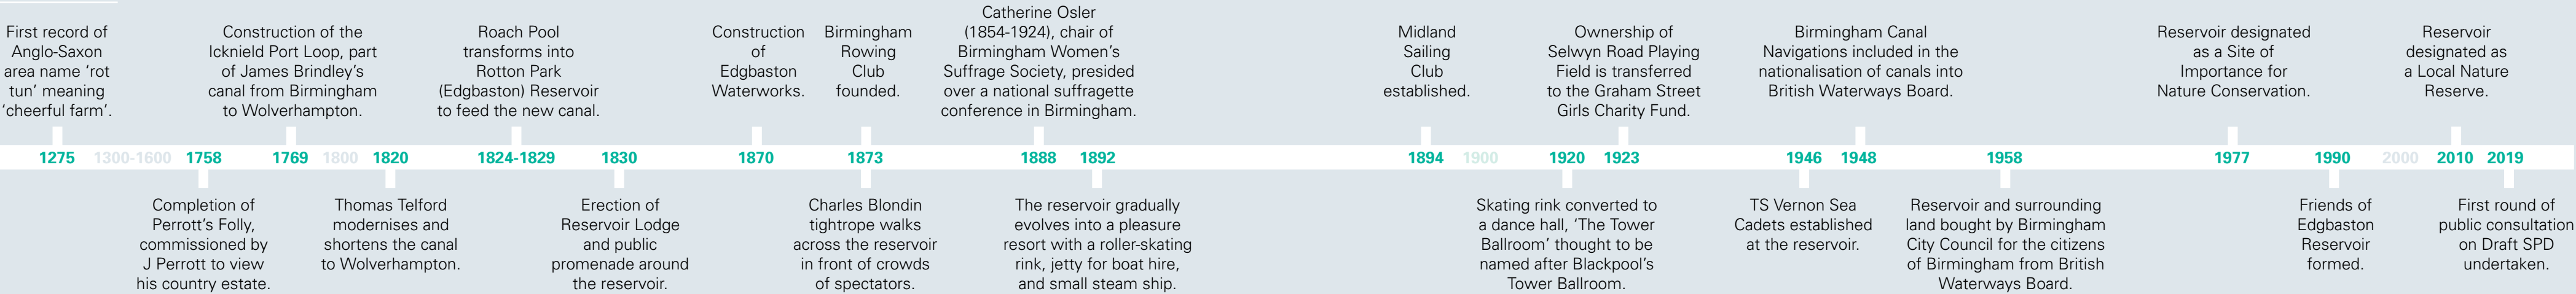 First record of
Anglo-Saxon
area name ‘rot
tun’ meaning
‘cheerful farm’.
Construction of the
Icknield Port Loop, part
of James Brindley’s
canal from Birmingham
to Wolverhampton.
Roach Pool
transforms into
Rotton Park
(Edgbaston) Reservoir
to feed the new canal.
Construction
of
Edgbaston
Waterworks.
Birmingham
Rowing
Club
founded.
Catherine Osler
(1854-1924), chair of
Birmingham Women’s
Suffrage Society, presided
over a national suffragette
conference in Birmingham.
Midland
Sailing
Club
established.
Ownership of
Selwyn Road Playing
Field is transferred
to the Graham Street
Girls Charity Fund.
Birmingham Canal
Navigations included in the
nationalisation of canals into
British Waterways Board.
Reservoir designated
as a Site of
Importance for
Nature Conservation.
Reservoir
designated as
a Local Nature
Reserve.
1275 1300-1600 1758 1769 1800 1820 1824-1829 1830 1870 1873 1888 1892 1894 1900 1920 1923 1946 1948 1958 1977 1990 2000 2010 2019
Completion of
Perrott’s Folly,
commissioned by
J Perrott to view
his country estate.
Thomas Telford
modernises and
shortens the canal
to Wolverhampton.
Erection of
Reservoir Lodge
and public
promenade around
the reservoir.
Charles Blondin
tightrope walks
across the reservoir
in front of crowds
of spectators.
The reservoir gradually
evolves into a pleasure
resort with a roller-skating
rink, jetty for boat hire,
and small steam ship.
Skating rink converted to
a dance hall, ‘The Tower
Ballroom’ thought to be
named after Blackpool’s
Tower Ballroom.
TS Vernon Sea
Cadets established
at the reservoir.
Reservoir and surrounding
land bought by Birmingham
City Council for the citizens
of Birmingham from British
Waterways Board.
Friends of
Edgbaston
Reservoir
formed.
First round of
public consultation
on Draft SPD
undertaken.